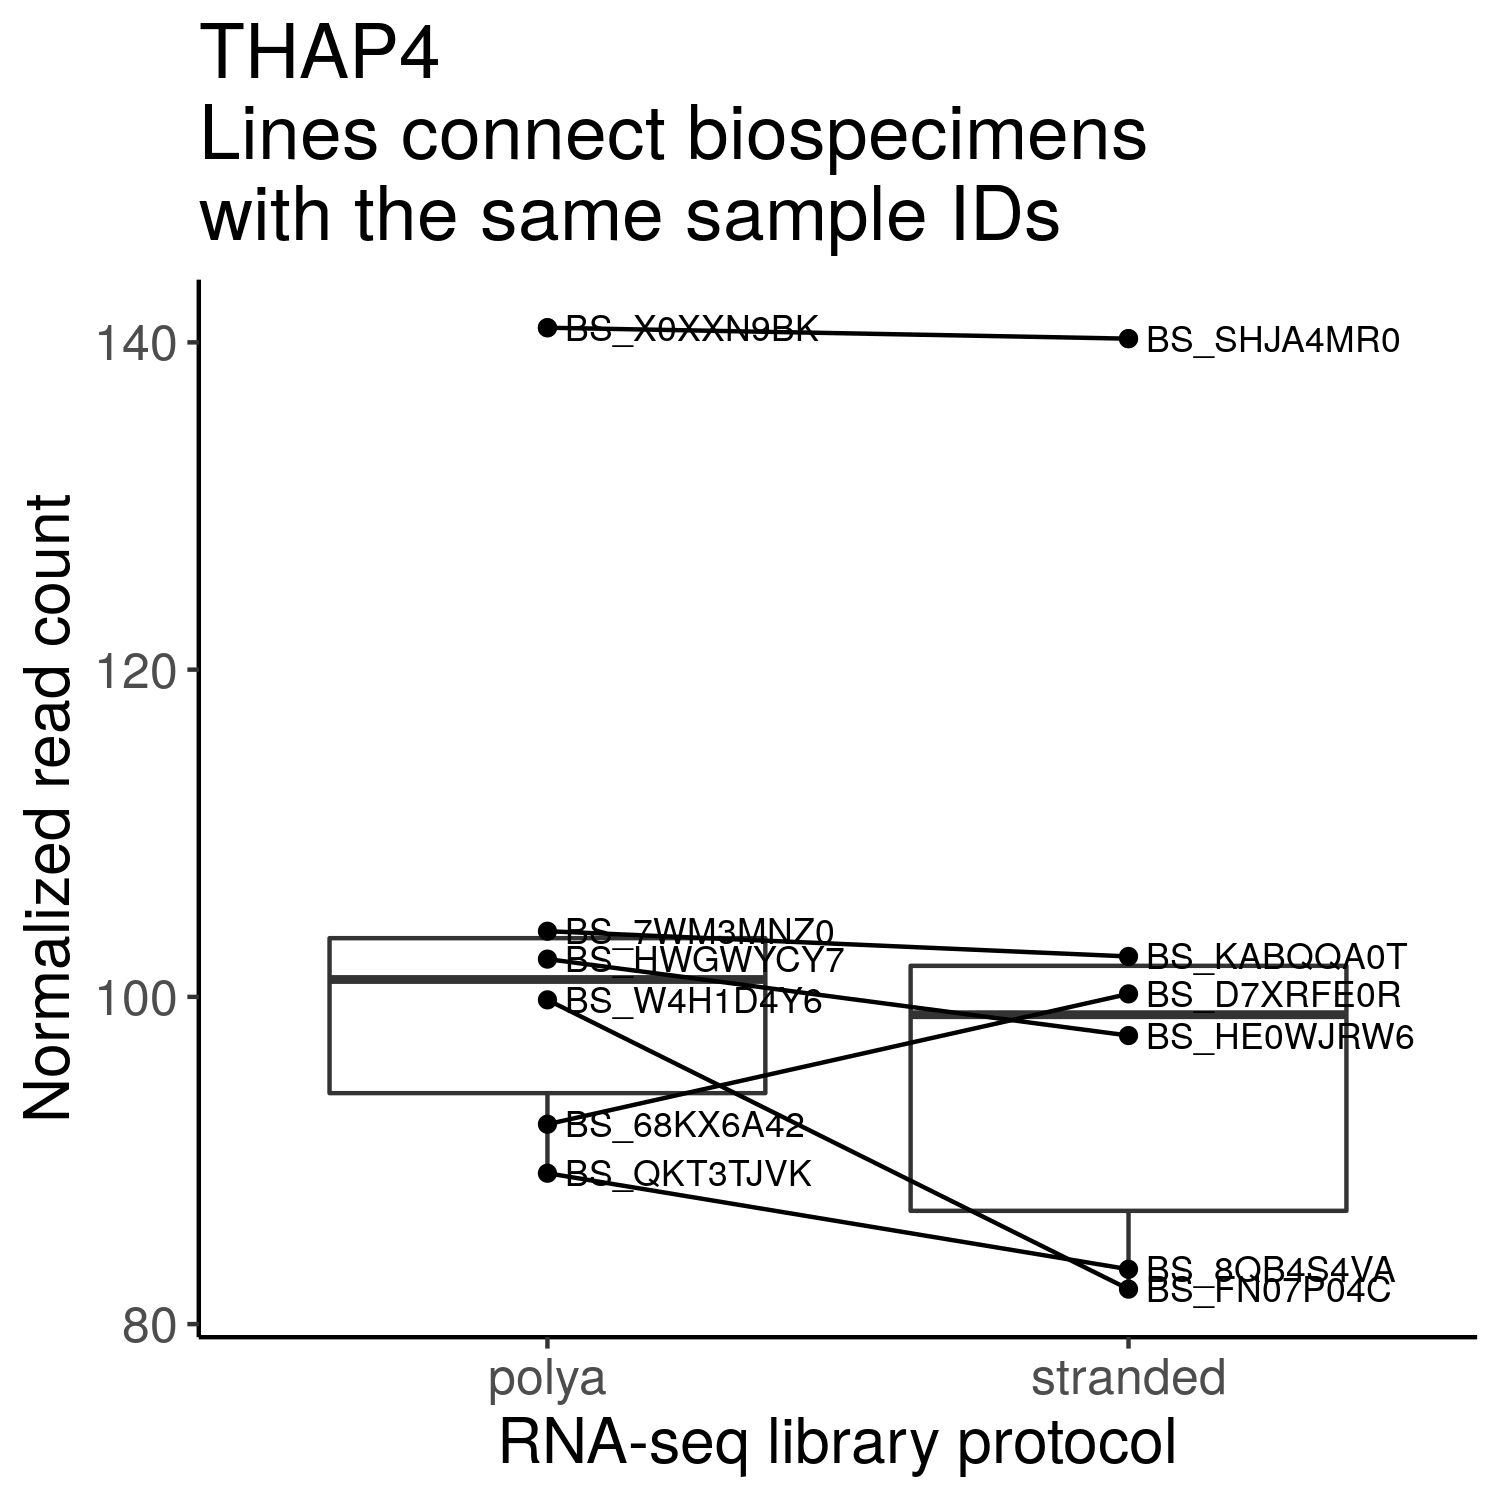 THAP4
Lines connect biospecimens
with the same sample IDs
Normalized read count
140
120
100
80
BS_X0XXN9BK
BS_SHJA4MR0
BS_7WM3MNZ0
BS_KABQQA0T
BS_HWGWYCY7
BS_D7XRFE0R
BS_W4H1D4Y6
BS_HE0WJRW6
BS_68KX6A42
BS_QKT3TJVK
BS_8QB4S4VA
BS_FN07P04C
polya
stranded
RNA-seq library protocol